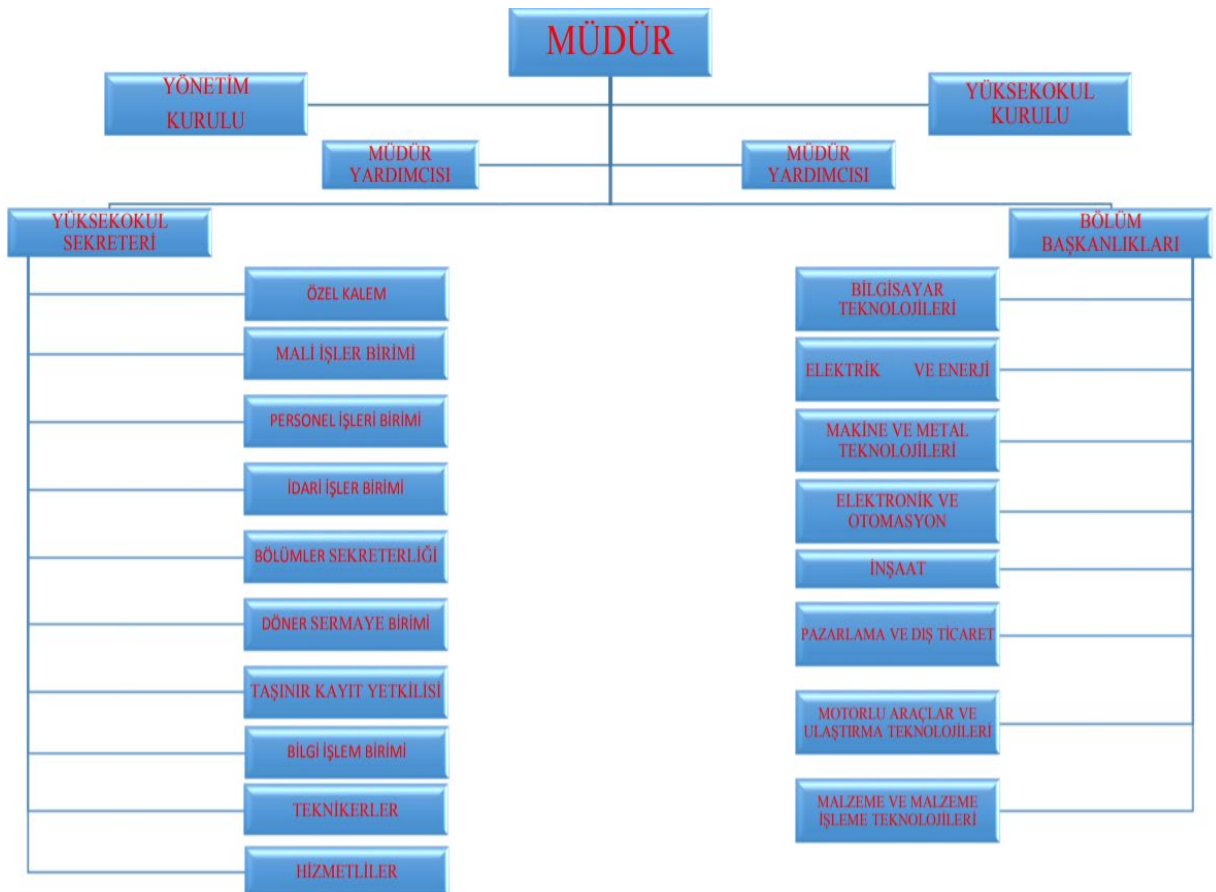 MÜDÜR
YÖNETİM
KURULU
YÜKSEKOKUL
KURULU
MÜDÜR
YARDIMCISI
MÜDÜR
YARDIMCISI
YÜKSEKOKUL
SEKRETERİ
ÖZEL KALEM
MALİ İŞLER BİRİMİ
PERSONEL İŞLERİ BİRİMİ
İDARİ İŞLER BİRİMİ
BÖLÜMLER SEKRETERLİĞİ
DÖNER SERMAYE BİRİMİ
TAŞINIR KAYIT YETKİLİSİ
BİLGİ İŞLEM BİRİMİ
TEKNİKERLER
HİZMETLİLER
BÖLÜM
BAŞKANLIKLARI
BİLGİSAYAR
TEKNOLOJİLERİ
ELEKTRİK VE ENERJİ
MAKİNE VE METAL
TEKNOLOJİLERİ
ELEKTRONİK VE
OTOMASYON
İNŞAAT
PAZARLAMA VE DIŞ TİCARET
MOTORLU ARAÇLAR VE
ULAŞTIRMA TEKNOLOJİLERİ
MALZEME VE MALZEME
İŞLEME TEKNOLOJİLERİ